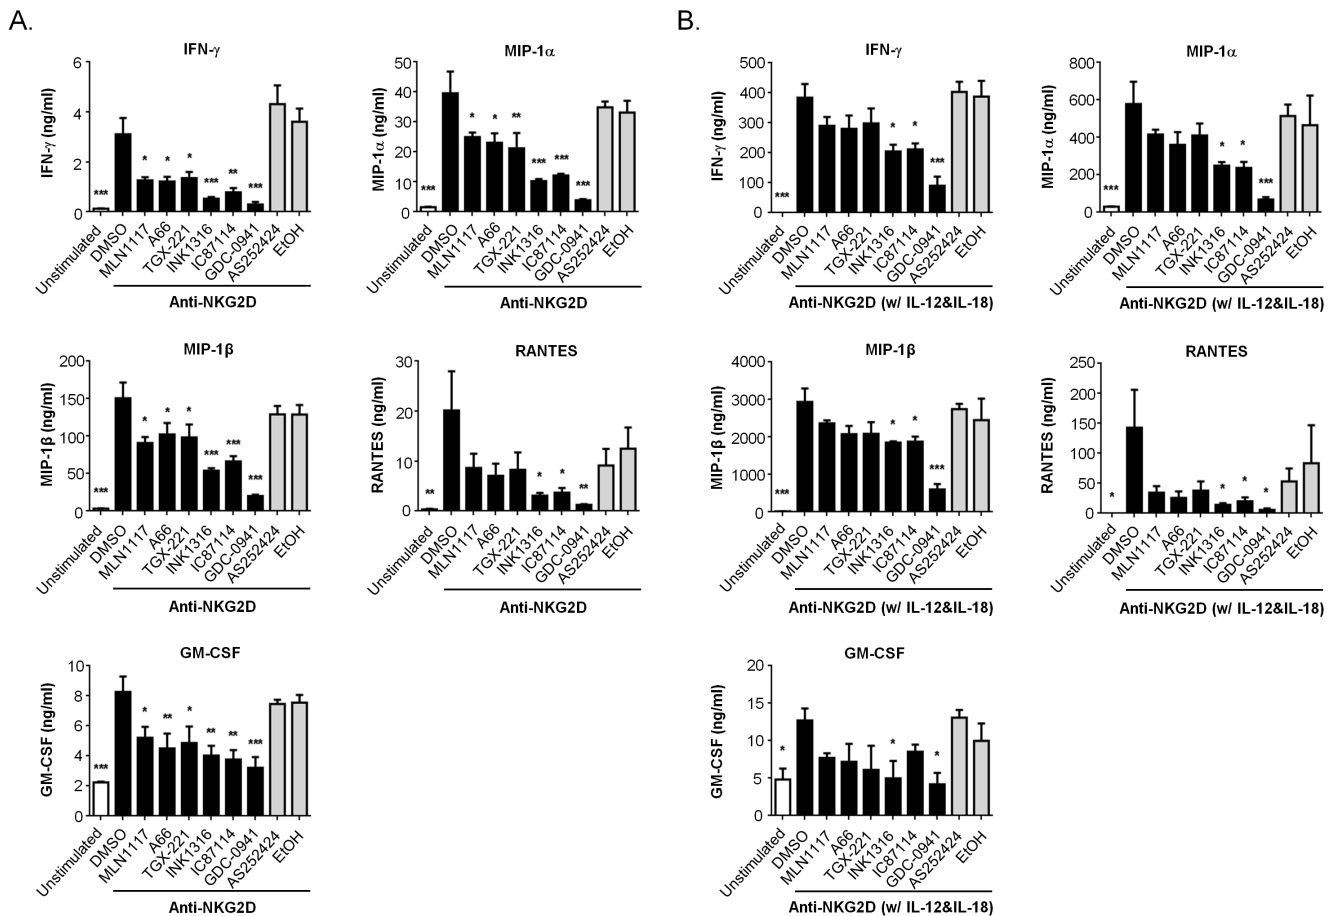 A.
IFN-γ
IFN-γ (ng/ml)
6
4
2
0
***
*
*
*
***
**
***
Unstimulated
DMSO
MLN1117
A66
TGX-221
INK1316
IC87114
GDC-0941
AS252424
EtOH
Anti-NKG2D
MIP-1α
MIP-1α (ng/ml)
50
40
30
20
10
0
***
*
*
**
***
***
***
Unstimulated
DMSO
MLN1117
A66
TGX-221
INK1316
IC87114
GDC-0941
AS252424
EtOH
Anti-NKG2D
MIP-1β
MIP-1β (ng/ml)
200
150
100
50
0
***
*
*
*
***
***
***
Unstimulated
DMSO
MLN1117
A66
TGX-221
INK1316
IC87114
GDC-0941
AS252424
EtOH
Anti-NKG2D
RANTES
RANTES (ng/ml)
30
20
10
0
**
*
*
**
Unstimulated
DMSO
MLN1117
A66
TGX-221
INK1316
IC87114
GDC-0941
AS252424
EtOH
Anti-NKG2D
GM-CSF
GM-CSF (ng/ml)
10
8
6
4
2
0
***
*
**
*
**
**
***
Unstimulated
DMSO
MLN1117
A66
TGX-221
INK1316
IC87114
GDC-0941
AS252424
EtOH
Anti-NKG2D
B.
IFN-γ
IFN-γ (ng/ml)
500
400
300
200
100
0
***
*
*
***
Unstimulated
DMSO
MLN1117
A66
TGX-221
INK1316
IC87114
GDC-0941
AS252424
EtOH
Anti-NKG2D (w/ IL-12&IL-18)
MIP-1α
MIP-1α (ng/ml)
800
600
400
200
0
***
*
*
***
Unstimulated
DMSO
MLN1117
A66
TGX-221
INK1316
IC87114
GDC-0941
AS252424
EtOH
Anti-NKG2D (w/ IL-12&IL-18)
MIP-1β
MIP-1β (ng/ml)
4000
3000
2000
1000
0
***
*
*
***
Unstimulated
DMSO
MLN1117
A66
TGX-221
INK1316
IC87114
GDC-0941
AS252424
EtOH
Anti-NKG2D (w/ IL-12&IL-18)
RANTES
RANTES (ng/ml)
250
200
150
100
50
0
*
*
*
*
Unstimulated
DMSO
MLN1117
A66
TGX-221
INK1316
IC87114
GDC-0941
AS252424
EtOH
Anti-NKG2D (w/ IL-12&IL-18)
GM-CSF
GM-CSF (ng/ml)
20
15
10
5
0
*
*
*
Unstimulated
DMSO
MLN1117
A66
TGX-221
INK1316
IC87114
GDC-0941
AS252424
EtOH
Anti-NKG2D (w/ IL-12&IL-18)